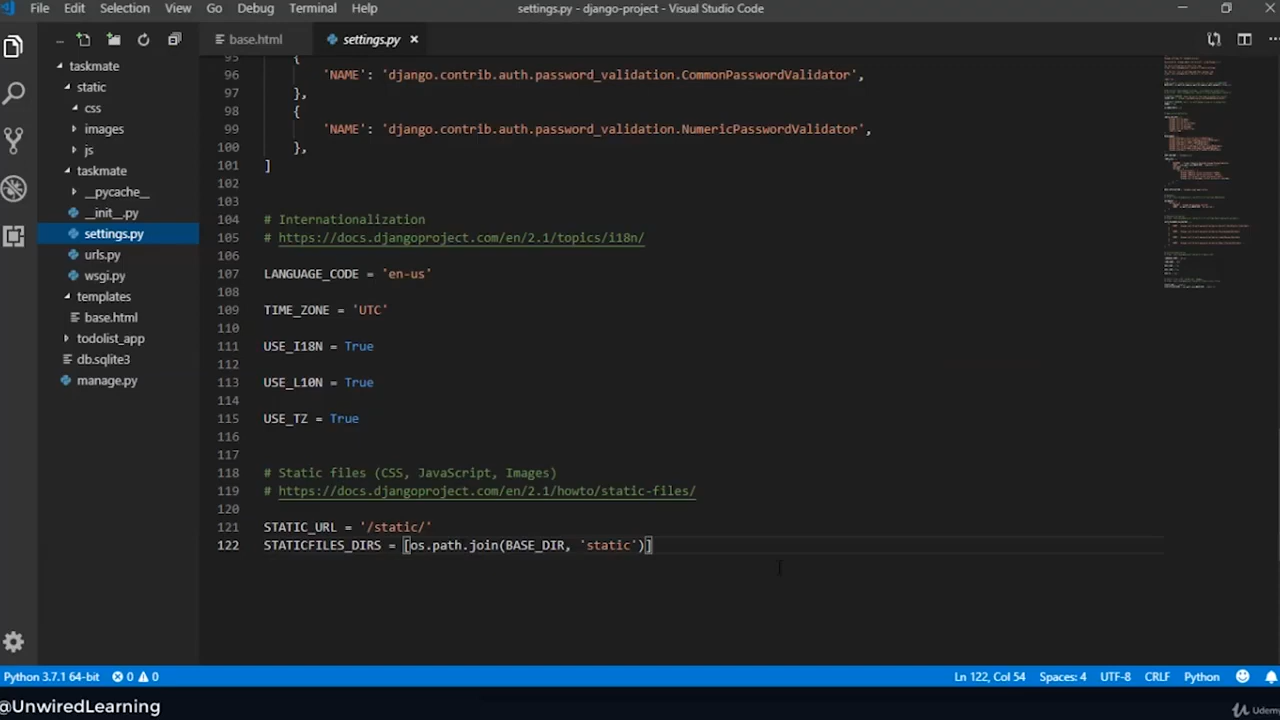 File Edit Selection View Go Debug Terminal Help settings.py - django-project - Visual Studio Code
... base.html settings.py
taskmate
static
css
images
js
taskmate
__pycache__
__init__.py
settings.py
urls.py
wsgi.py
templates
base.html
todolist_app
db.sqlite3
manage.py
95 {
96 'NAME': 'django.contrib.auth.password_validation.CommonPasswordValidator',
97 },
98 {
99 'NAME': 'django.contrib.auth.password_validation.NumericPasswordValidator',
100 },
101 ]
102
103
104 # Internationalization
105 # https://docs.djangoproject.com/en/2.1/topics/i18n/
106
107 LANGUAGE_CODE = 'en-us'
108
109 TIME_ZONE = 'UTC'
110
111 USE_I18N = True
112
113 USE_L10N = True
114
115 USE_TZ = True
116
117
118 # Static files (CSS, JavaScript, Images)
119 # https://docs.djangoproject.com/en/2.1/howto/static-files/
120
121 STATIC_URL = '/static/'
122 STATICFILES_DIRS = [os.path.join(BASE_DIR, 'static')]
Python 3.7.1 64-bit 0 0 Ln 122, Col 54 Spaces: 4 UTF-8 CRLF Python
@UnwiredLearning